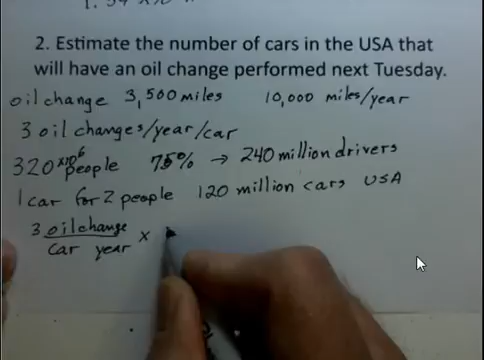 2. Estimate the number of cars in the USA that
will have an oil change performed next Tuesday.
oil change 3,500 miles 10,000 miles/year
3 oil changes/year/car
320×10⁶ people 75% → 240 million drivers
1 car for 2 people 120 million cars USA
3 oil change
car year ×